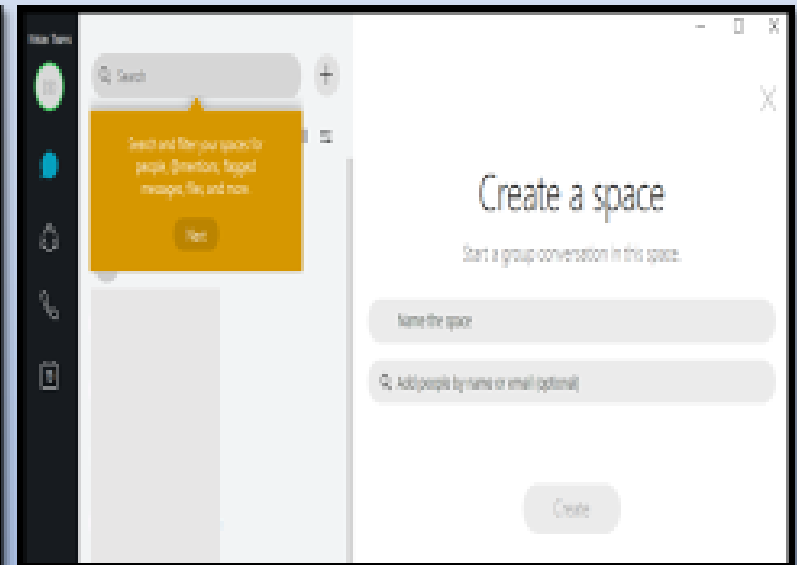 Search
Search and filter your spaces for
people, @mentions, flagged
messages, files, and more.
Next
Create a space
Start a group conversation in this space.
Name the space
Add people by name or email (optional)
Create